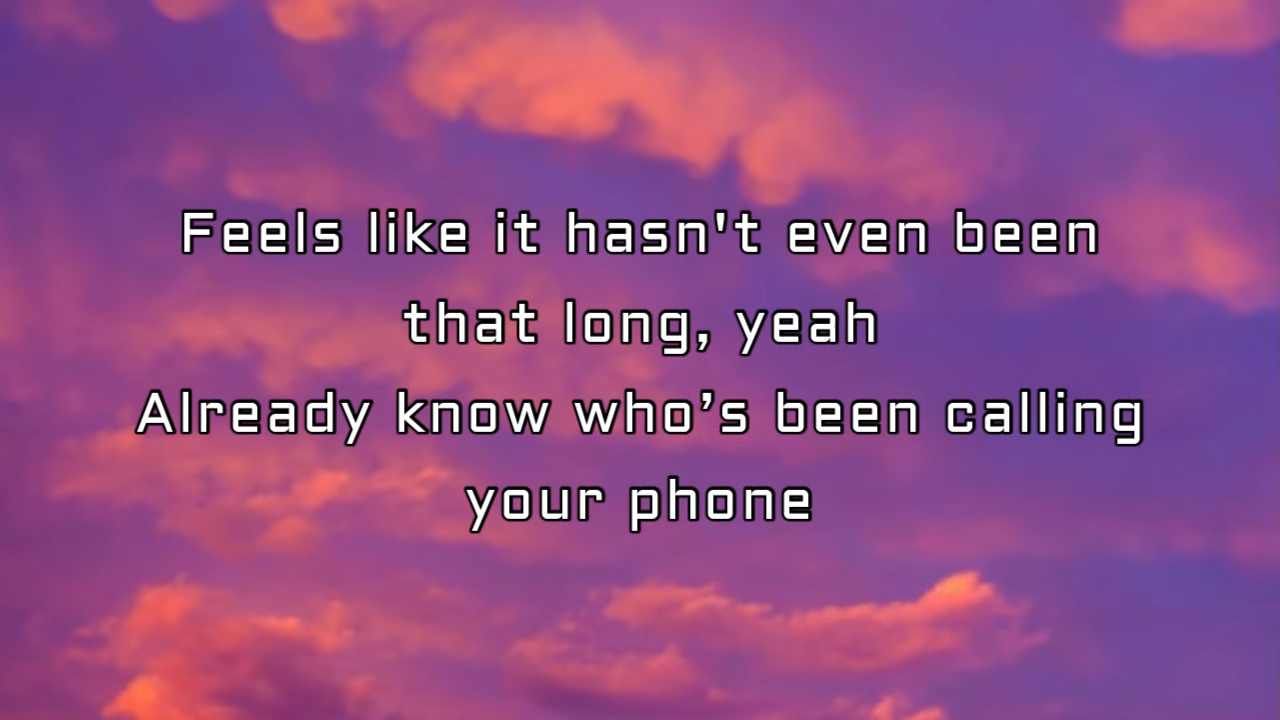 Feels like it hasn't even been
that long, yeah
Already know who’s been calling
your phone